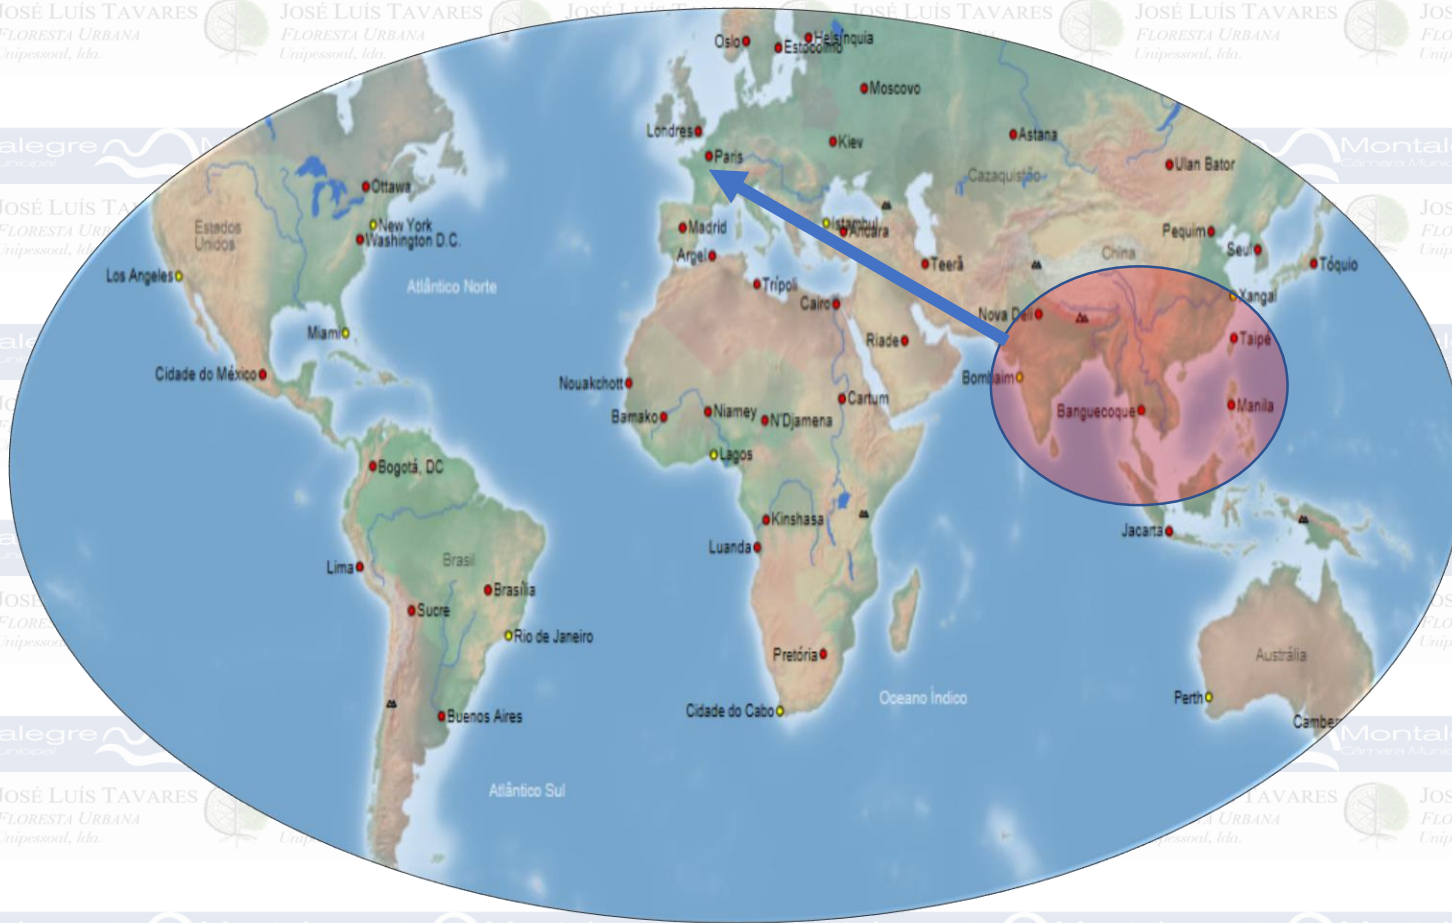 JOSÉ LUÍS TAVARES
FLORESTA URBANA
Unipessoal, lda.
Montalegre
Câmara Municipal
Oslo
Helsínquia
Estocolmo
Moscovo
Londres
Kiev
Astana
Paris
Ulan Bator
Cazaquistão
Ottawa
Estados
Unidos
New York
Washington D.C.
Madrid
Istambul
Ancara
Pequim
Seul
China
Argel
Teerã
Tóquio
Los Angeles
Atlântico Norte
Trípoli
Cairo
Xangai
Nova Deli
Miami
Riade
Taipé
Cidade do México
Nouakchott
Bombaim
Cartum
Manila
Bamako
Niamey
N'Djamena
Banguecoque
Lagos
Bogotá, DC
Kinshasa
Jacarta
Luanda
Brasil
Lima
Brasília
Sucre
Rio de Janeiro
Pretória
Austrália
Oceano Índico
Perth
Cidade do Cabo
Buenos Aires
Camber
Atlântico Sul